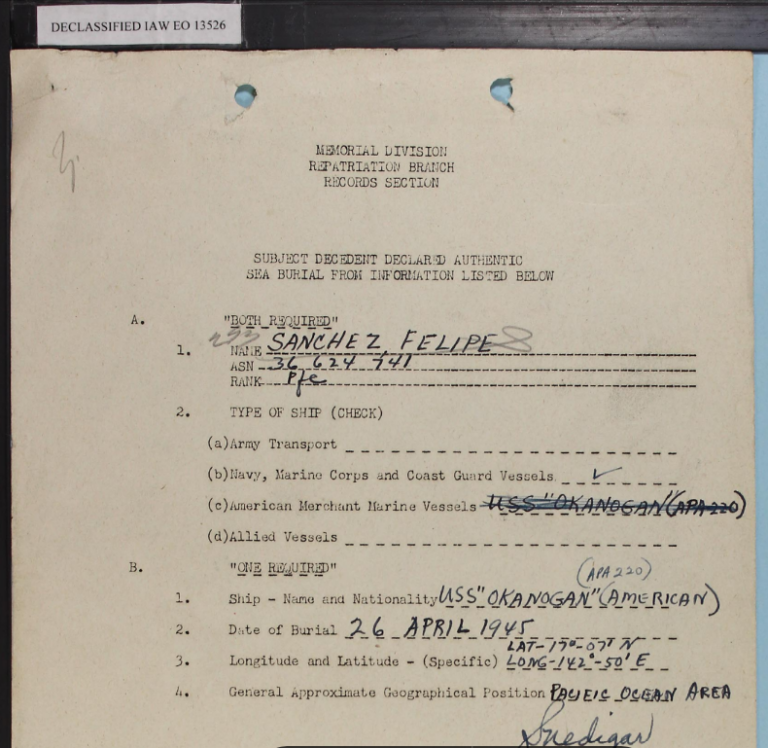 DECLASSIFIED IAW EO 13526
MEMORIAL DIVISION
REPATRIATION BRANCH
RECORDS SECTION
SUBJECT DECEDENT DECLARED AUTHENTIC
SEA BURIAL FROM INFORMATION LISTED BELOW
A. "BOTH REQUIRED"
1. NAME SANCHEZ, FELIPE
ASN 36 624 741
RANK Pfc
2. TYPE OF SHIP (CHECK)
(a)Army Transport
(b)Navy, Marine Corps and Coast Guard Vessels ✓
(c)American Merchant Marine Vessels USS "OKANOGAN (APA-220)
(d)Allied Vessels
B. "ONE REQUIRED"
(APA 220)
1. Ship - Name and Nationality USS "OKANOGAN" (AMERICAN)
2. Date of Burial 26 APRIL 1945
LAT-17°-07' N
3. Longitude and Latitude - (Specific) LONG-142°-50' E
4. General Approximate Geographical Position PACIFIC OCEAN AREA
Snedigar